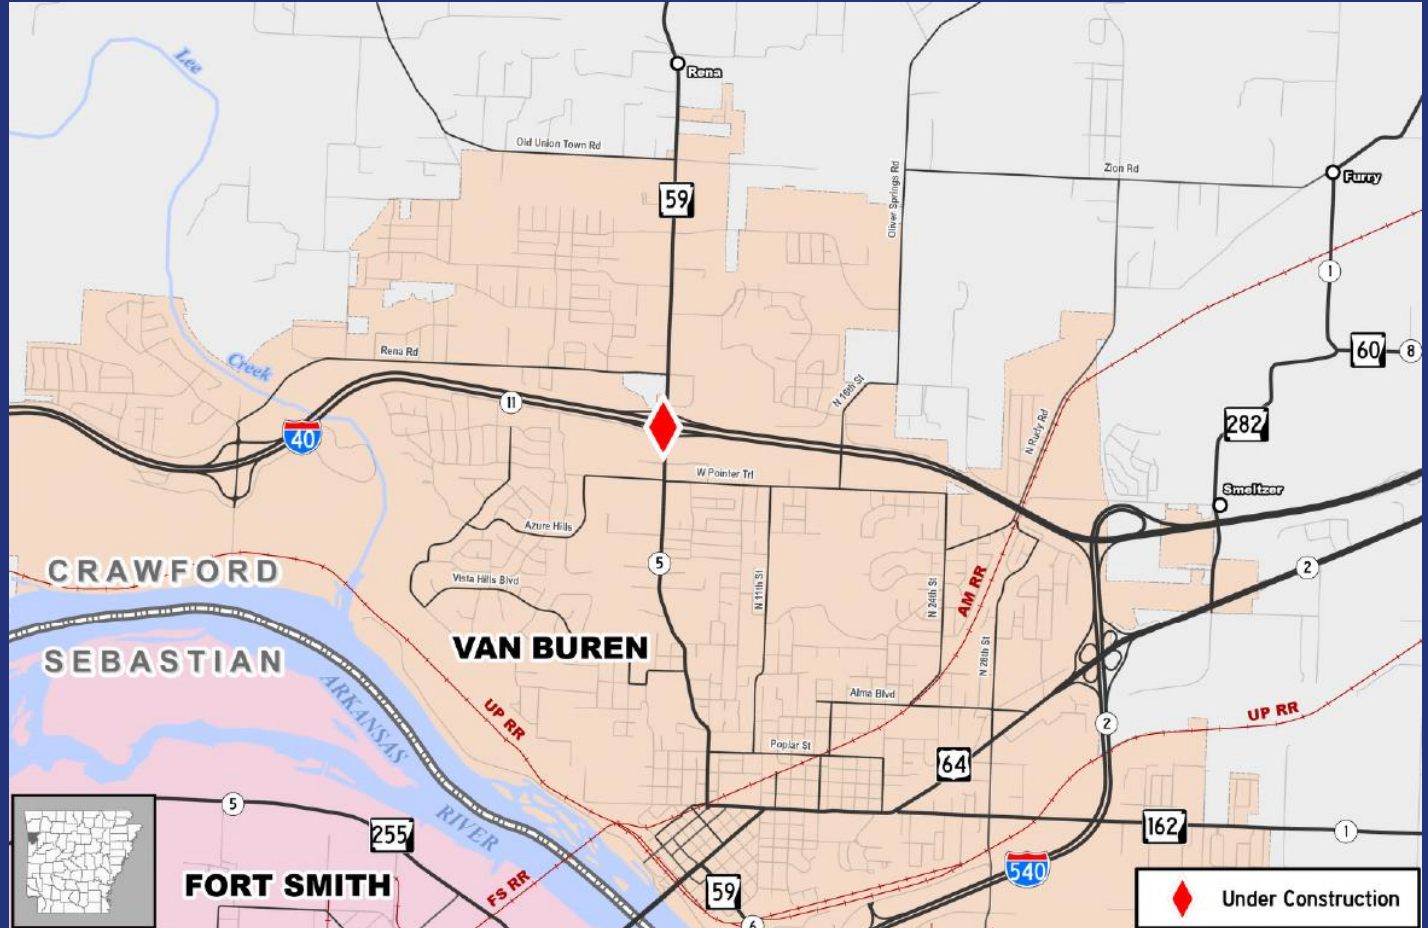 Lee
Rena
Old Union Town Rd
Oliver Springs Rd
Zion Rd
Furry
59
1
Rena Rd
Creek
60
8
11
N 16th St
40
282
N Rudy Rd
W Pointer Trl
Smeltzer
Azure Hills
CRAWFORD
5
2
Vista Hills Blvd
N 11th St
N 24th St
AM RR
SEBASTIAN
VAN BUREN
N 28th St
ARKANSAS
Alma Blvd
UP RR
UP RR
2
Poplar St
64
5
255
RIVER
162
1
FORT SMITH
FS RR
59
540
6
Under Construction